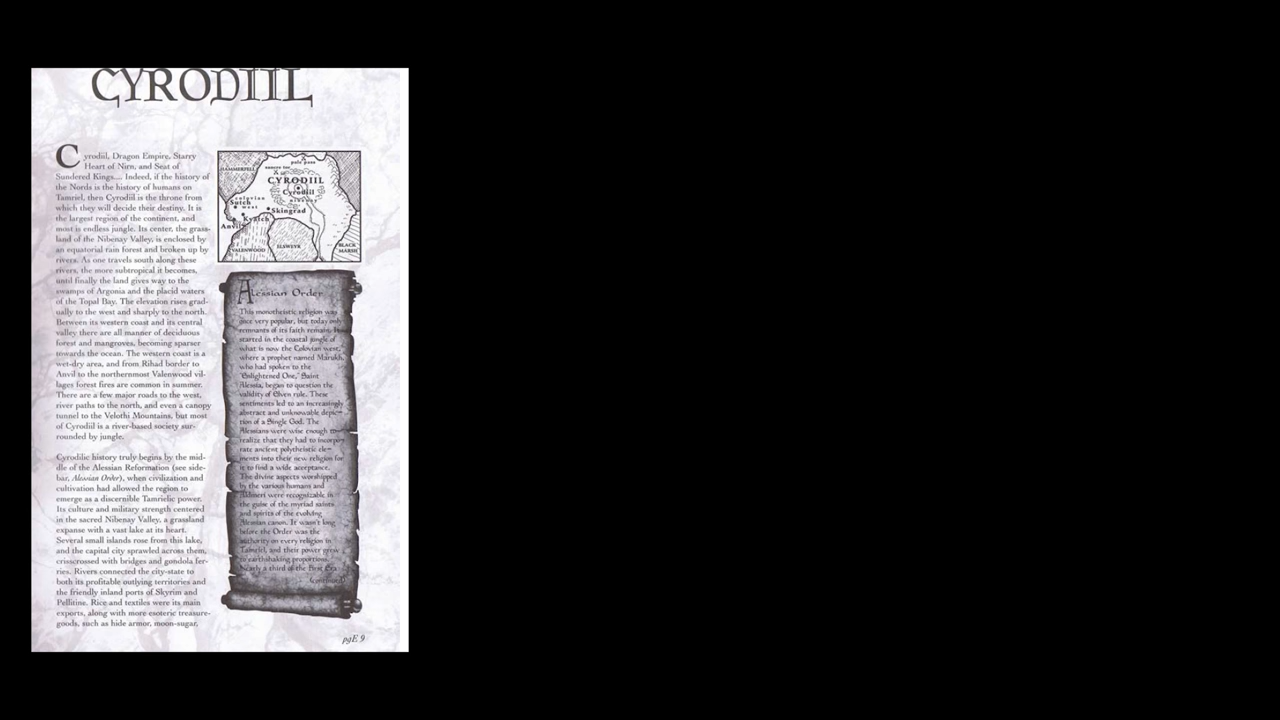 CYRODIIL
Cyrodiil, Dragon Empire, Starry
Heart of Nirn, and Seat of
Sundered Kings.... Indeed, if the history of
the Nords is the history of humans on
Tamriel, then Cyrodiil is the throne from
which they will decide their destiny. It is
the largest region of the continent, and
most is endless jungle. Its center, the grass-
land of the Nibenay Valley, is enclosed by
an equatorial rain forest and broken up by
rivers. As one travels south along these
rivers, the more subtropical it becomes,
until finally the land gives way to the
swamps of Argonia and the placid waters
of the Topal Bay. The elevation rises grad-
ually to the west and sharply to the north.
Between its western coast and its central
valley there are all manner of deciduous
forest and mangroves, becoming sparser
towards the ocean. The western coast is a
wet-dry area, and from Rihad border to
Anvil to the northernmost Valenwood vil-
lages forest fires are common in summer.
There are a few major roads to the west,
river paths to the north, and even a canopy
tunnel to the Velothi Mountains, but most
of Cyrodiil is a river-based society sur-
rounded by jungle.
Cyrodilic history truly begins by the mid-
dle of the Alessian Reformation (see side-
bar, Alessian Order), when civilization and
cultivation had allowed the region to
emerge as a discernible Tamrielic power.
Its culture and military strength centered
in the sacred Nibenay Valley, a grassland
expanse with a vast lake at its heart.
Several small islands rose from this lake,
and the capital city sprawled across them,
crisscrossed with bridges and gondola fer-
ries. Rivers connected the city-state to
both its profitable outlying territories and
the friendly inland ports of Skyrim and
Pellitine. Rice and textiles were its main
exports, along with more esoteric treasure-
goods, such as hide armor, moon-sugar,
pale pass
HAMMERFELL
sancre tor
CYRODIIL
Cyrodiil
nibenay
colovian
west
Sutch
Skingrad
Kvatch
Anvil
VALENWOOD
ELSWEYR
BLACK
MARSH
Alessian Order
This monotheistic religion was
once very popular, but today only
remnants of its faith remain. It
started in the coastal jungle of
what is now the Colovian west,
where a prophet named Marukh,
who had spoken to the
"Enlightened One," Saint
Alessia, began to question the
validity of Elven rule. These
sentiments led to an increasingly
abstract and unknowable depic-
tion of a Single God. The
Alessians were wise enough to
realize that they had to incorpo-
rate ancient polytheistic ele-
ments into their new religion for
it to find a wide acceptance.
The divine aspects worshipped
by the various humans and
Aldmeri were recognizable in
the guise of the myriad saints
and spirits of the evolving
Alessian canon. It wasn't long
before the Order was the
authority on every religion in
Tamriel, and their power grew
to earthshaking proportions.
Nearly a third of the First Era
(continued)
pgE 9